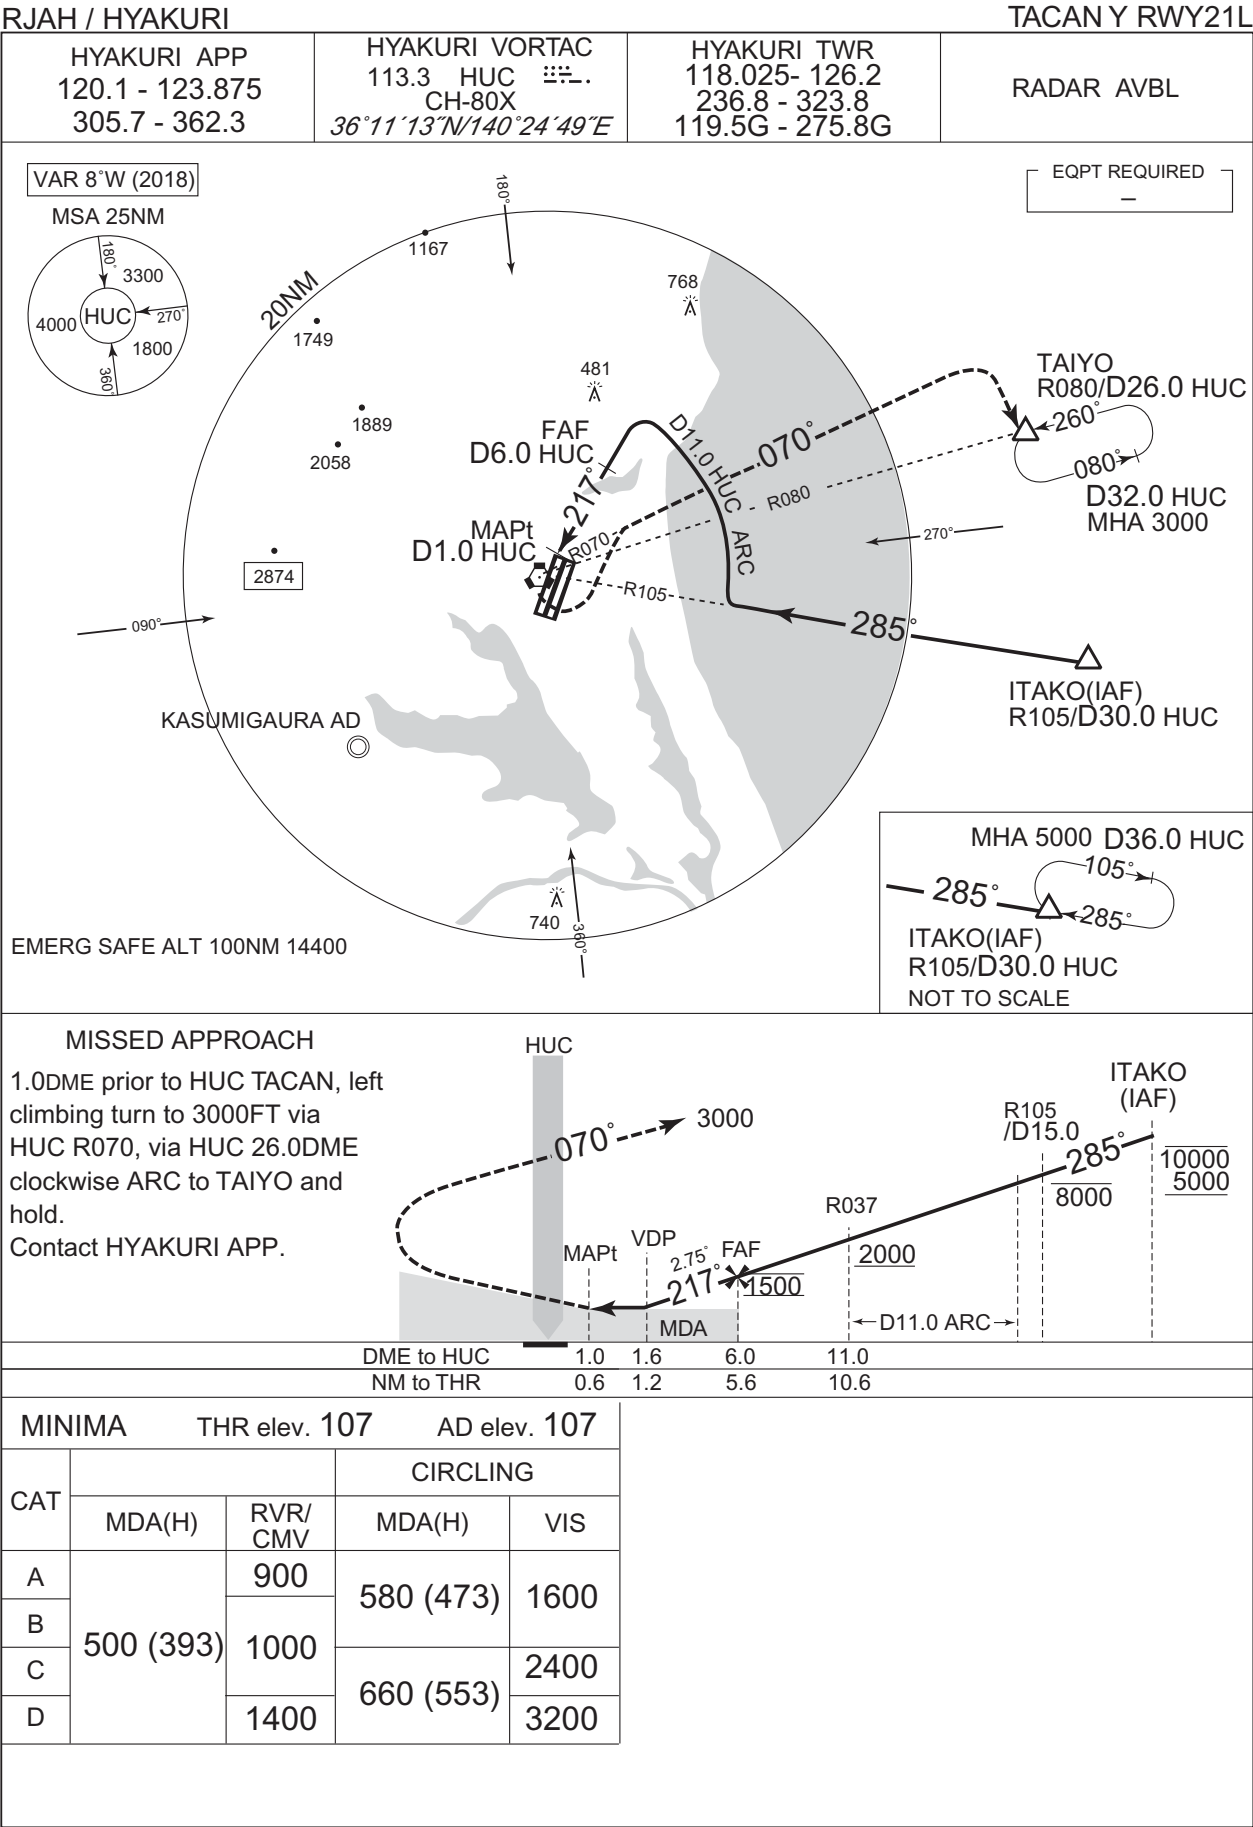 RJAH / HYAKURI
TACAN Y RWY21L
HYAKURI APP
120.1 - 123.875
305.7 - 362.3
HYAKURI VORTAC
113.3 HUC
CH-80X
36°11´13˝N/140°24´49˝E
HYAKURI TWR
118.025- 126.2
236.8 - 323.8
119.5G - 275.8G
RADAR AVBL
VAR 8°W (2018)
MSA 25NM
180°
3300
4000
HUC
270°
1800
360°
EQPT REQUIRED
–
180°
1167
20NM
768
1749
481
1889
2058
FAF
D6.0 HUC
D11.0 HUC ARC
070°
TAIYO
R080/D26.0 HUC
260°
080°
D32.0 HUC
MHA 3000
217°
R080
MAPt
D1.0 HUC
R070
270°
2874
R105
090°
285°
ITAKO(IAF)
R105/D30.0 HUC
KASUMIGAURA AD
MHA 5000 D36.0 HUC
105°
285°
285°
ITAKO(IAF)
R105/D30.0 HUC
NOT TO SCALE
740
360°
EMERG SAFE ALT 100NM 14400
MISSED APPROACH
1.0DME prior to HUC TACAN, left
climbing turn to 3000FT via
HUC R070, via HUC 26.0DME
clockwise ARC to TAIYO and
hold.
Contact HYAKURI APP.
HUC
070°
3000
ITAKO
(IAF)
R105
/D15.0
285°
10000
5000
8000
R037
2000
MAPt
VDP
2.75°
FAF
217°
1500
MDA
D11.0 ARC
DME to HUC 1.0 1.6 6.0 11.0
NM to THR 0.6 1.2 5.6 10.6
MINIMA THR elev. 107 AD elev. 107
CAT
CIRCLING
MDA(H)
RVR/
CMV
MDA(H)
VIS
A
900
580 (473)
1600
B
500 (393)
1000
C
2400
660 (553)
D
1400
3200